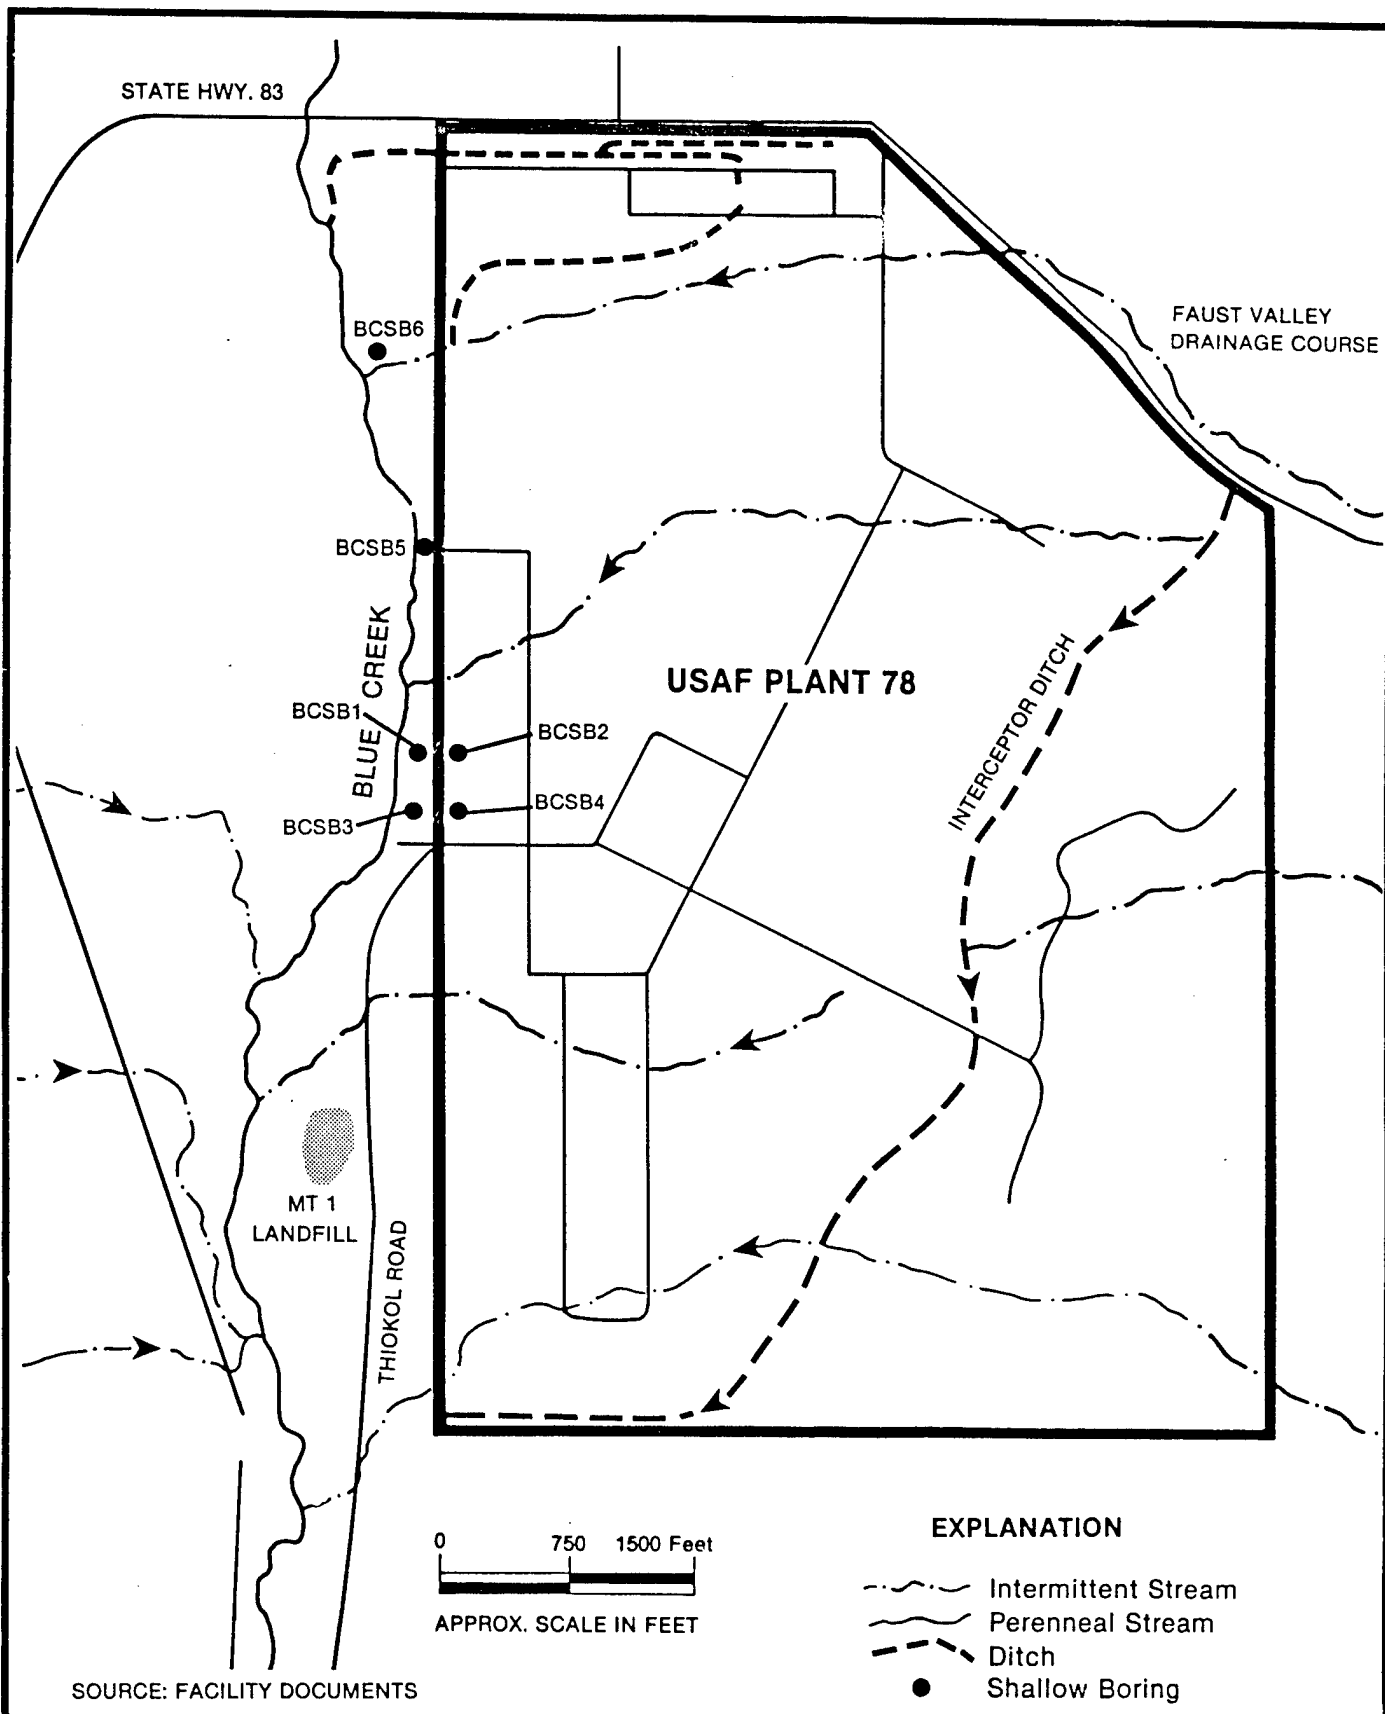 STATE HWY. 83
FAUST VALLEY
DRAINAGE COURSE
BCSB6
BCSB5
BLUE CREEK
USAF PLANT 78
INTERCEPTOR DITCH
BCSB1
BCSB2
BCSB3
BCSB4
MT 1
LANDFILL
THIOKOL ROAD
0 750 1500 Feet
APPROX. SCALE IN FEET
EXPLANATION
Intermittent Stream
Perenneal Stream
Ditch
Shallow Boring
SOURCE: FACILITY DOCUMENTS